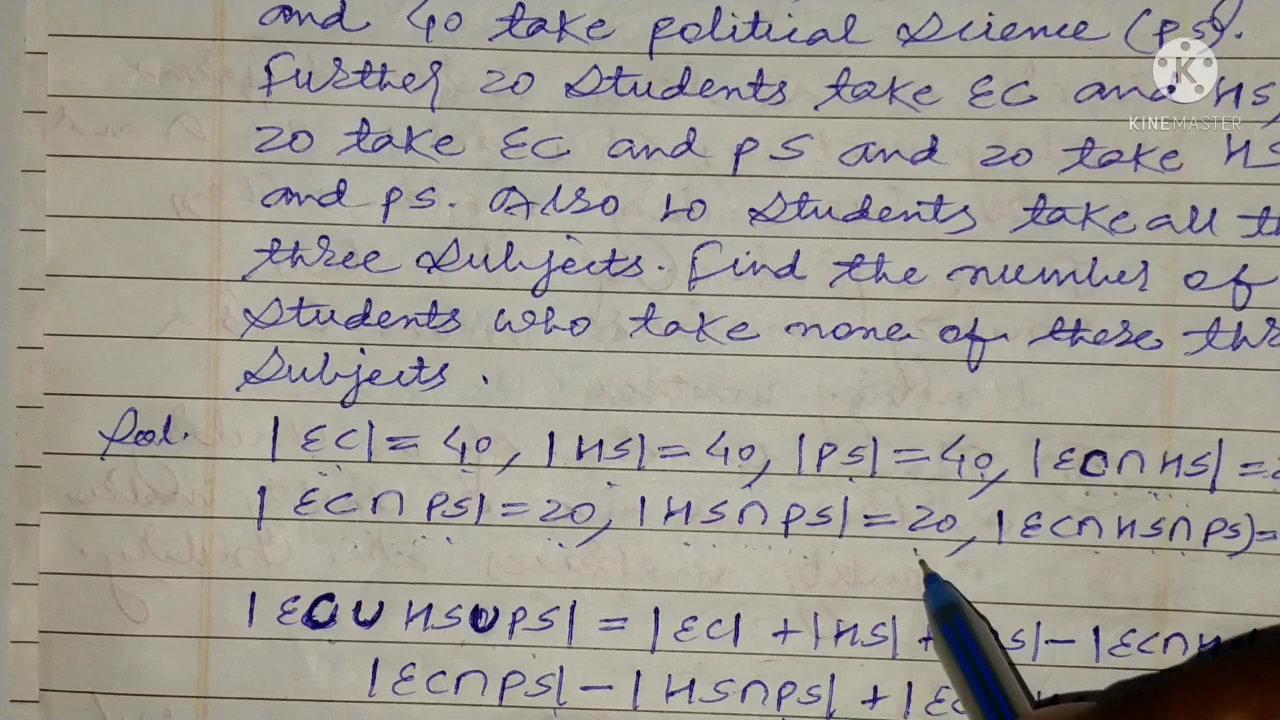 and 40 take political Science (PS).
Further 20 Students take EC and HS,
20 take EC and PS and 20 take HS
and PS. Also 10 Students take all th
three Subjects. Find the number of
Students who take none of these thr
Subjects.
Sol. |EC| = 40, |HS| = 40, |PS| = 40, |EC∩HS| = 2
|EC∩PS| = 20, |HS∩PS| = 20, |EC∩HS∩PS| =
|EC∪HS∪PS| = |EC| + |HS| + S| - |EC∩H
|EC∩PS| - |HS∩PS| + |EC
KINEMASTER